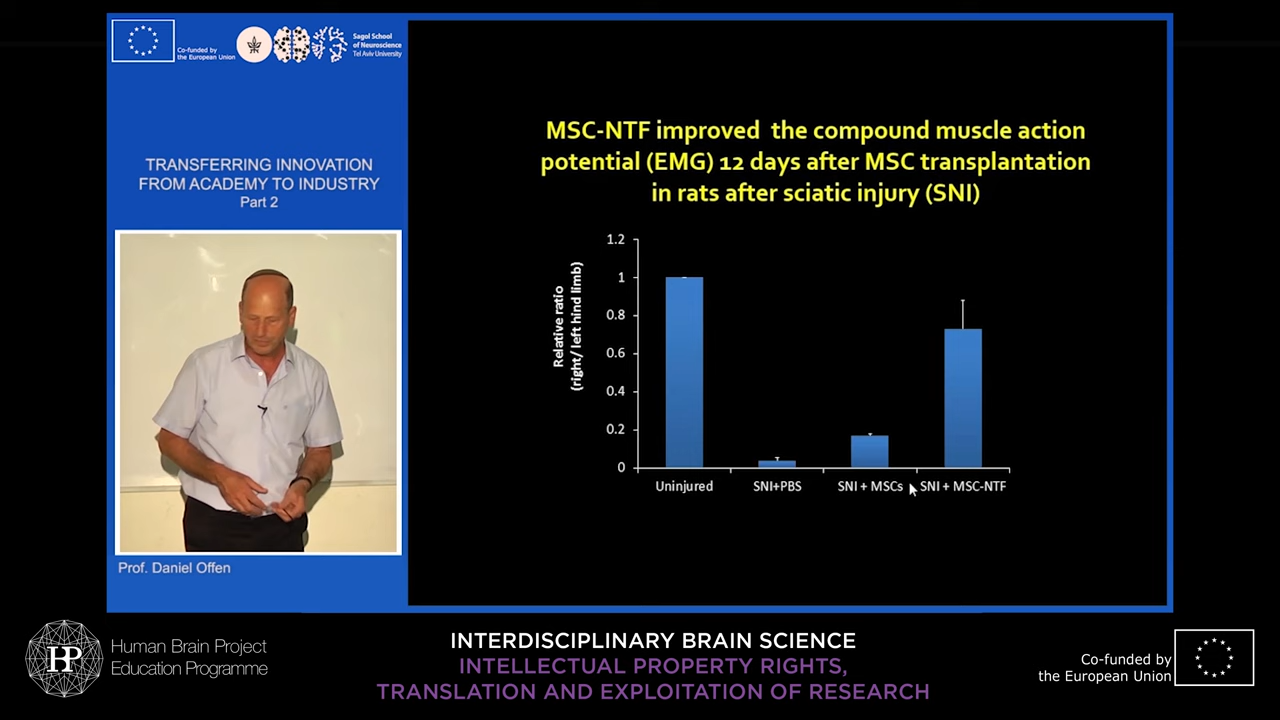 Co-funded by
the European Union
Sagol School
of Neuroscience
Tel Aviv University
TRANSFERRING INNOVATION
FROM ACADEMY TO INDUSTRY
Part 2
Prof. Daniel Offen
MSC-NTF improved the compound muscle action
potential (EMG) 12 days after MSC transplantation
in rats after sciatic injury (SNI)
Relative ratio
(right/ left hind limb)
1.2
1
0.8
0.6
0.4
0.2
0
Uninjured
SNI+PBS
SNI + MSCs
SNI + MSC-NTF
HBP
Human Brain Project
Education Programme
INTERDISCIPLINARY BRAIN SCIENCE
INTELLECTUAL PROPERTY RIGHTS,
TRANSLATION AND EXPLOITATION OF RESEARCH
Co-funded by
the European Union